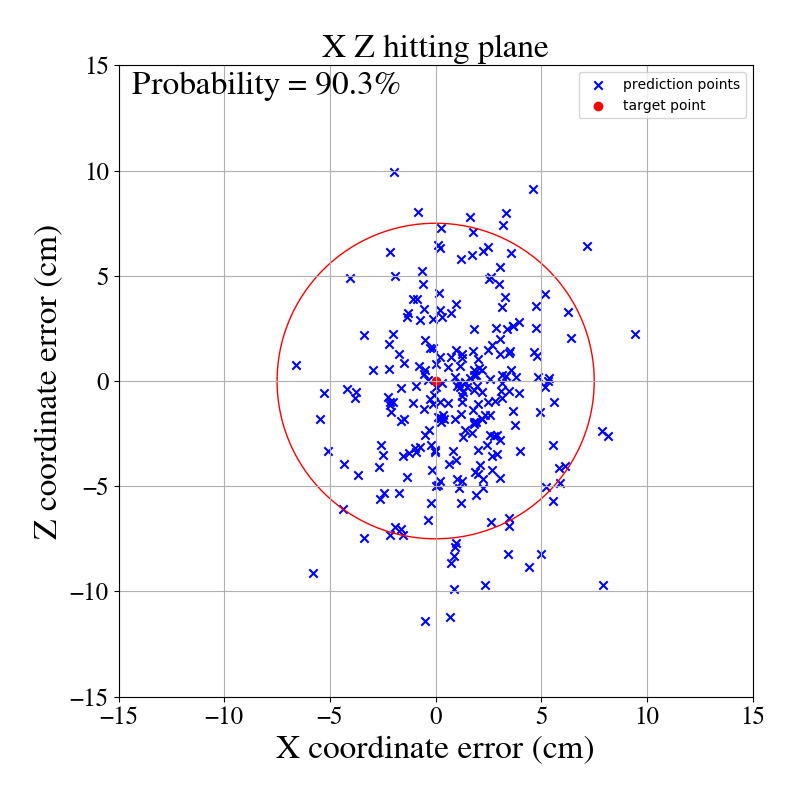 X Z hitting plane
Probability = 90.3%
prediction points
target point
15
10
5
0
−5
−10
−15
Z coordinate error (cm)
−15 −10 −5 0 5 10 15
X coordinate error (cm)